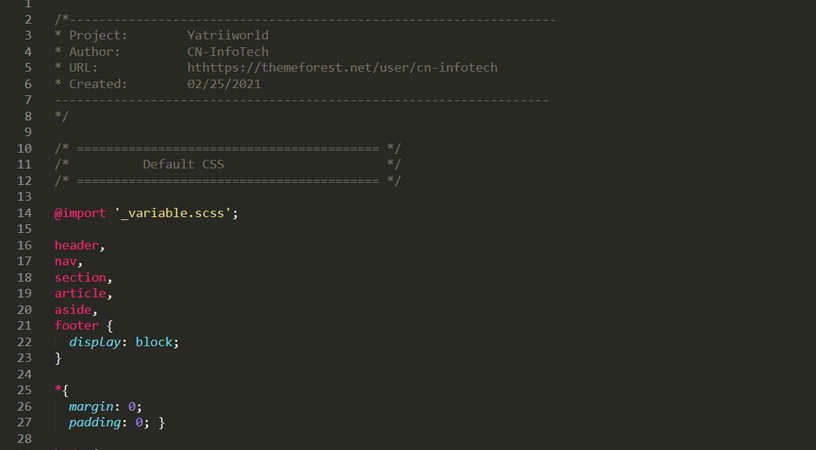 1
2 /*------------------------------------------------------------------
3 * Project: Yatriiworld
4 * Author: CN-InfoTech
5 * URL: hthttps://themeforest.net/user/cn-infotech
6 * Created: 02/25/2021
7 -------------------------------------------------------------------
8 */
9
10 /* ========================================= */
11 /* Default CSS */
12 /* ========================================= */
13
14 @import '_variable.scss';
15
16 header,
17 nav,
18 section,
19 article,
20 aside,
21 footer {
22 display: block;
23 }
24
25 *{
26 margin: 0;
27 padding: 0; }
28